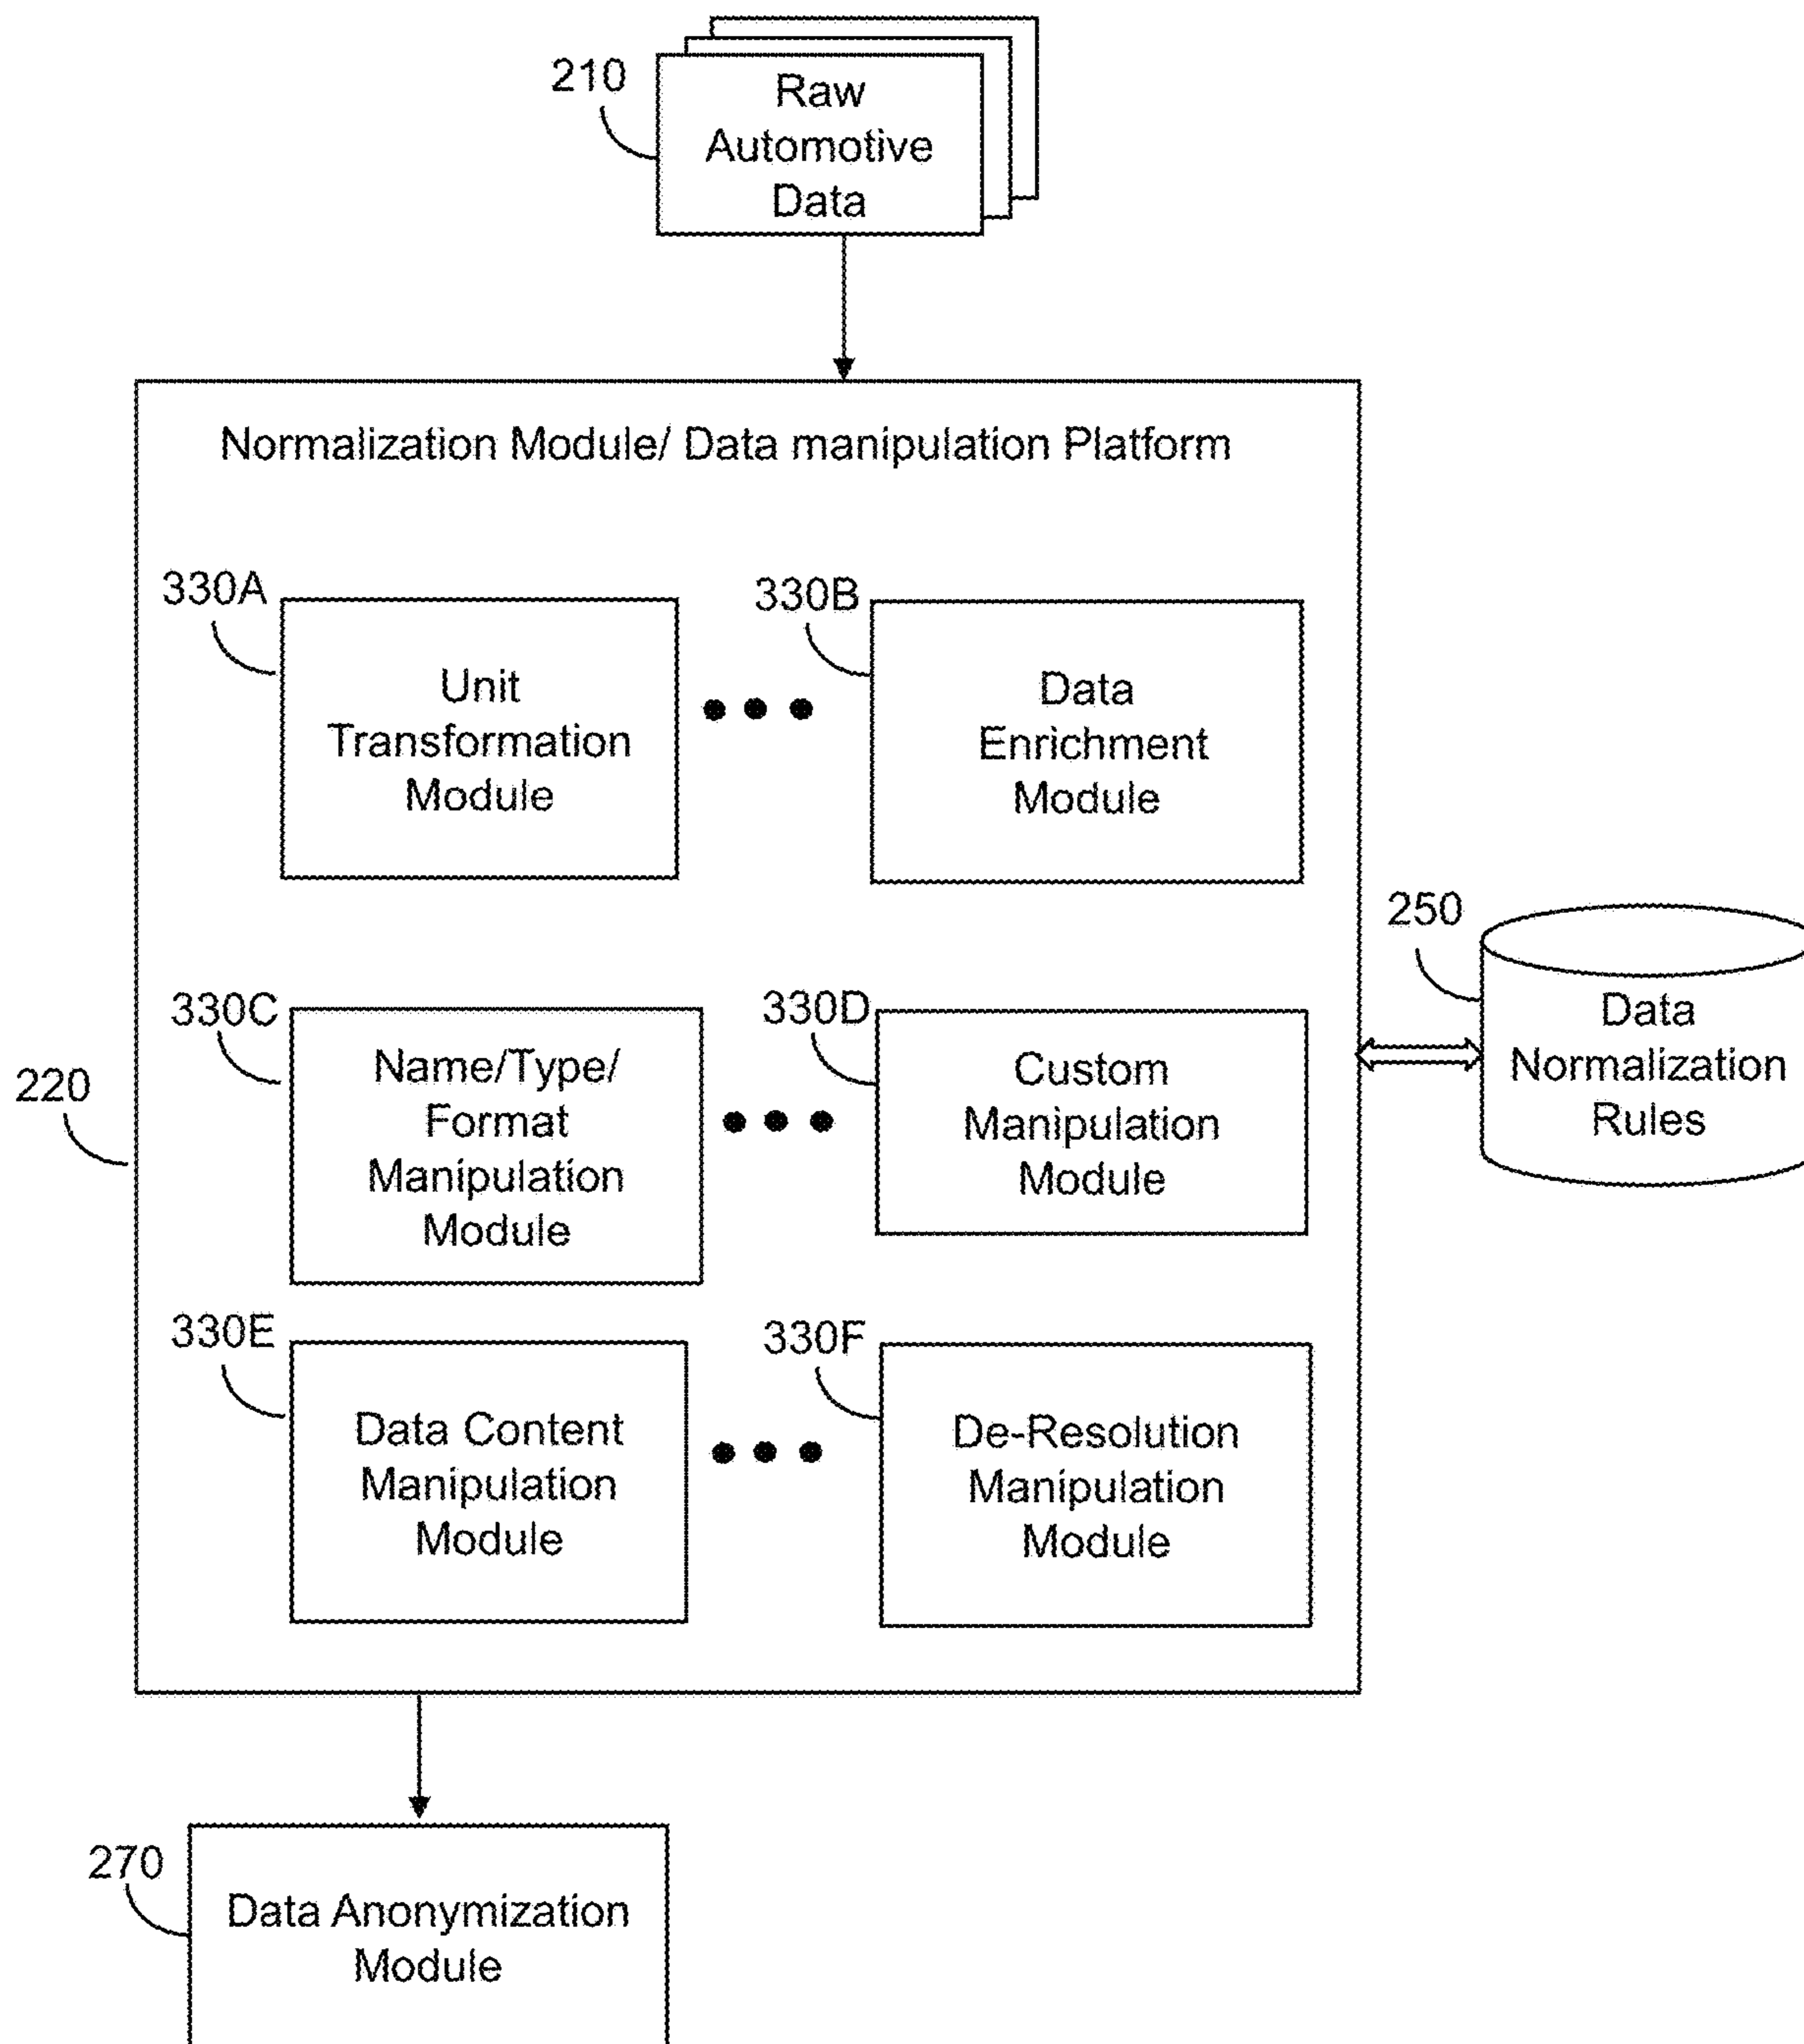 210
Raw
Automotive
Data
Normalization Module/ Data manipulation Platform
330A
Unit
Transformation
Module
330B
Data
Enrichment
Module
330C
Name/Type/
Format
Manipulation
Module
330D
Custom
Manipulation
Module
250
Data
Normalization
Rules
220
330E
Data Content
Manipulation
Module
330F
De-Resolution
Manipulation
Module
270
Data Anonymization
Module